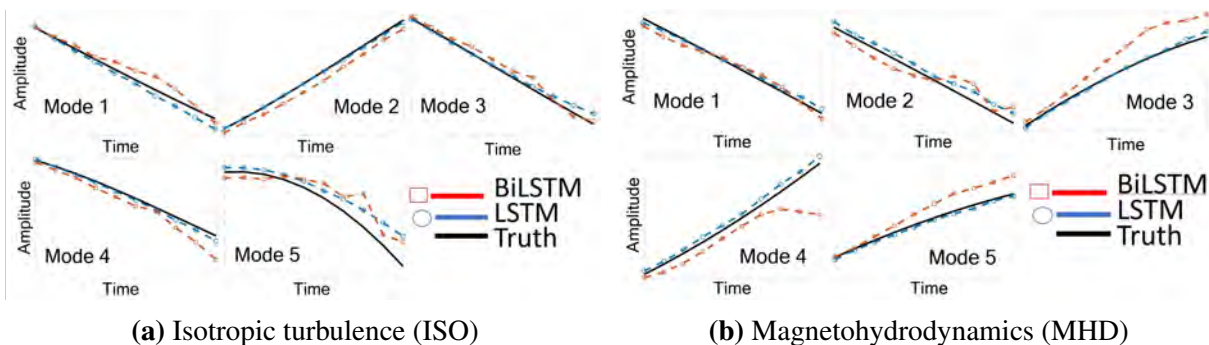 Amplitude
Mode 1
Time
Mode 2
Time
Mode 3
Time
Amplitude
Mode 4
Time
Mode 5
Time
BiLSTM
LSTM
Truth
(a) Isotropic turbulence (ISO)
Amplitude
Mode 1
Time
Mode 2
Time
Mode 3
Time
Amplitude
Mode 4
Time
Mode 5
Time
BiLSTM
LSTM
Truth
(b) Magnetohydrodynamics (MHD)